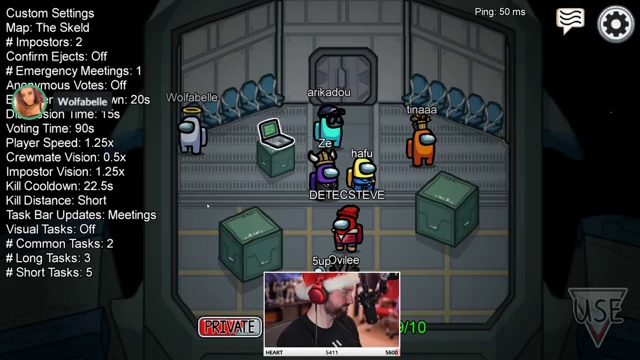 Custom Settings
Map: The Skeld
# Impostors: 2
Confirm Ejects: Off
# Emergency Meetings: 1
Anonymous Votes: Off
20s
Wolfabelle
Discussion Time: 15s
Voting Time: 90s
Player Speed: 1.25x
Crewmate Vision: 0.5x
Impostor Vision: 1.25x
Kill Cooldown: 22.5s
Kill Distance: Short
Task Bar Updates: Meetings
Visual Tasks: Off
# Common Tasks: 2
# Long Tasks: 3
# Short Tasks: 5
Ping: 50 ms
Wolfabelle
arikadou
tinaaa
Ze
hafu
DETECSTEVE
5up
Ovilee
PRIVATE
/10
USE
HEART
5411
5600